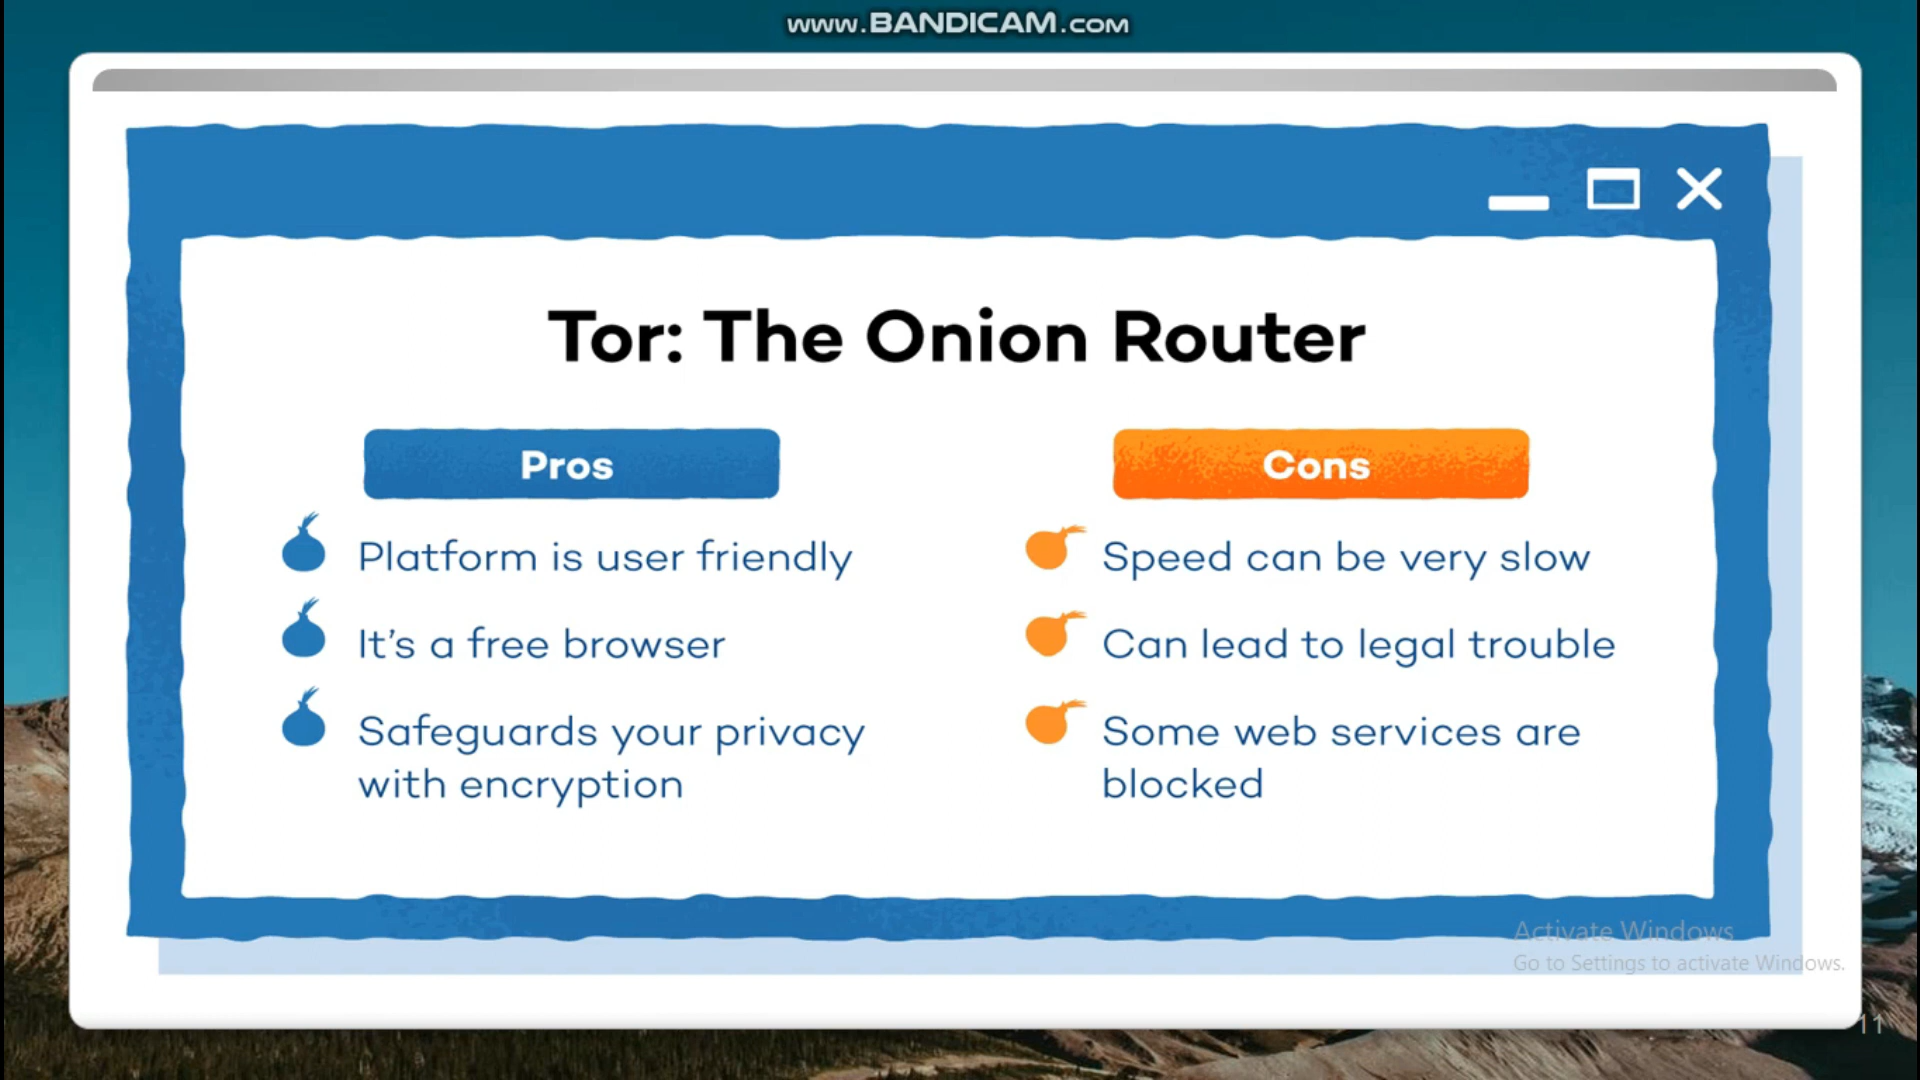 www.BANDICAM.com
Tor: The Onion Router
Pros
Platform is user friendly
It's a free browser
Safeguards your privacy
with encryption
Cons
Speed can be very slow
Can lead to legal trouble
Some web services are
blocked
Activate Windows
Go to Settings to activate Windows.
11